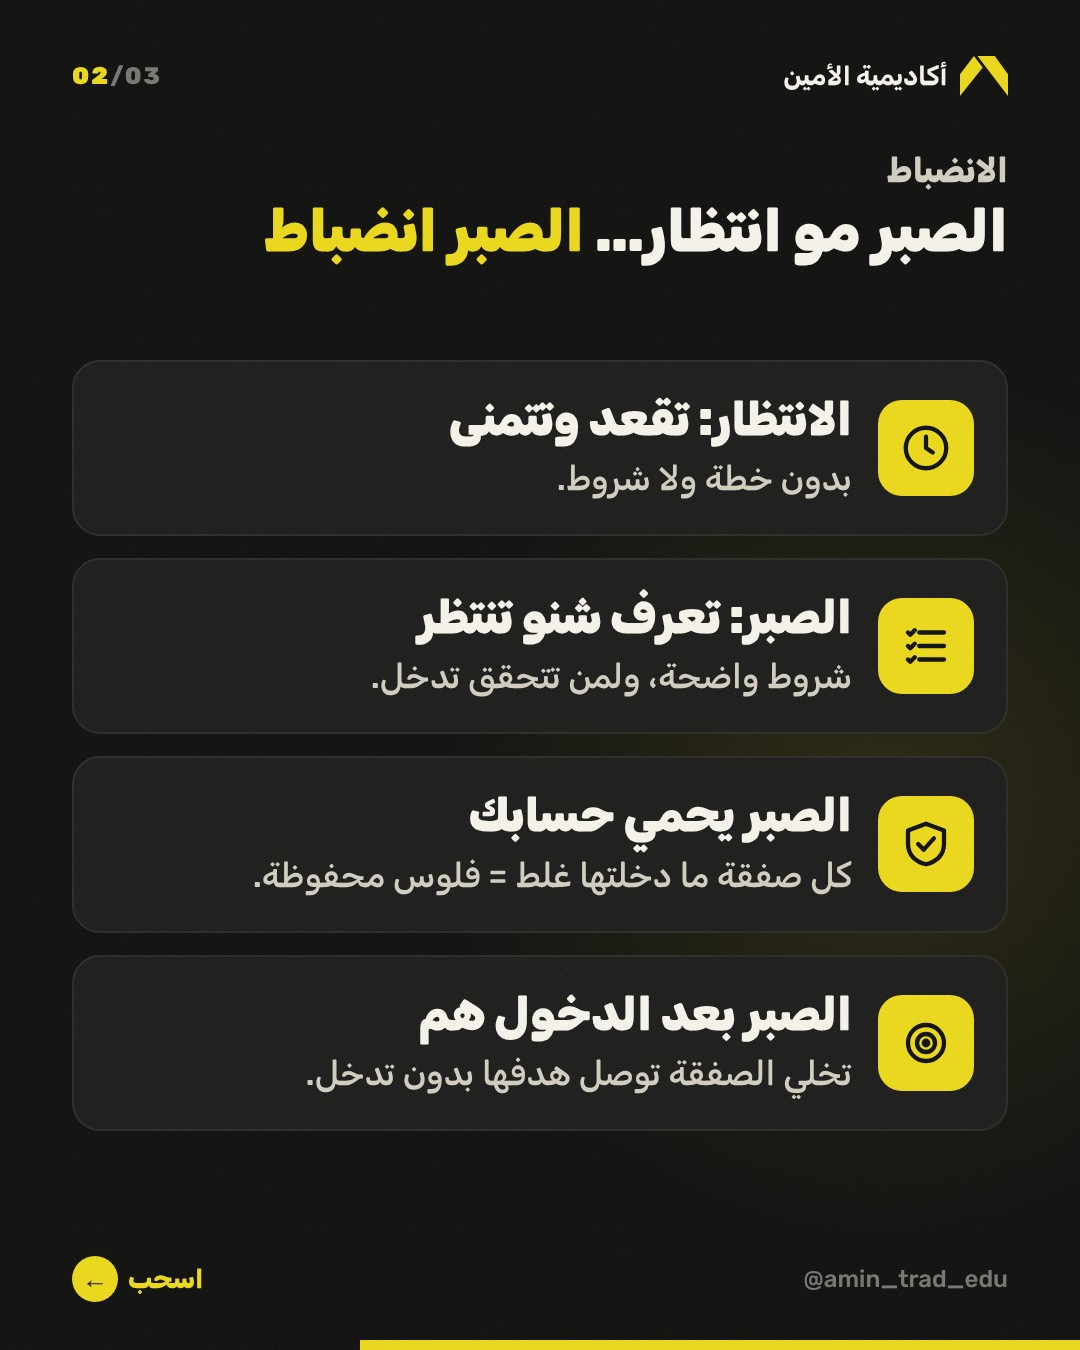 أكاديمية الأمين
02/03
الانضباط
الصبر مو انتظار... الصبر انضباط
الانتظار: تقعد وتتمنى
بدون خطة ولا شروط.
الصبر: تعرف شنو تنتظر
شروط واضحة، ولمن تتحقق تدخل.
الصبر يحمي حسابك
كل صفقة ما دخلتها غلط = فلوس محفوظة.
الصبر بعد الدخول هم
تخلي الصفقة توصل هدفها بدون تدخل.
@amin_trad_edu
اسحب ←